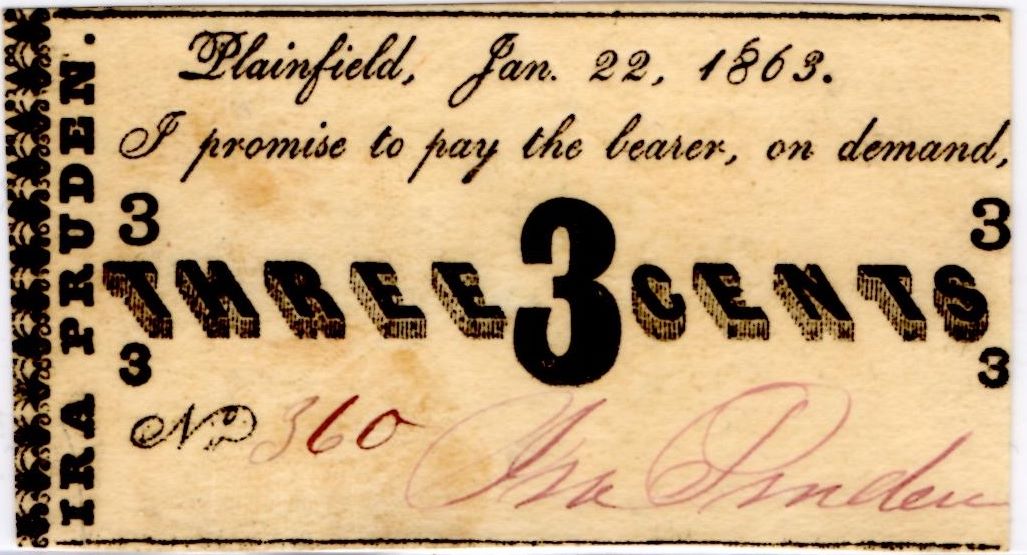 IRA PRUDEN.
Plainfield, Jan. 22, 1863.
I promise to pay the bearer, on demand,
3 3
THREE 3 CENTS
3 3
No 360 Ira Pruden